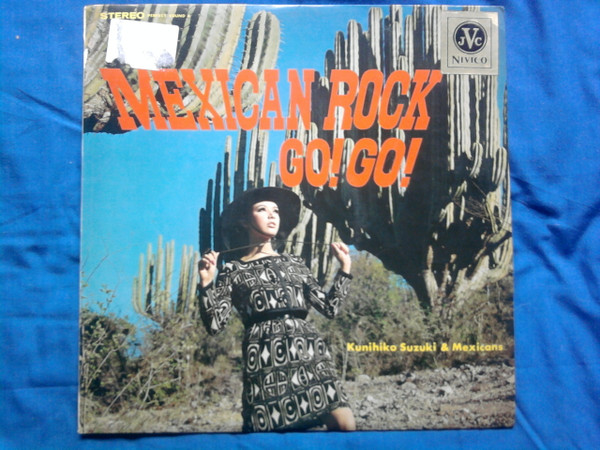 STEREO
JVC
NIVICO
MEXICAN ROCK
GO! GO!
Kunihiko Suzuki & Mexicans